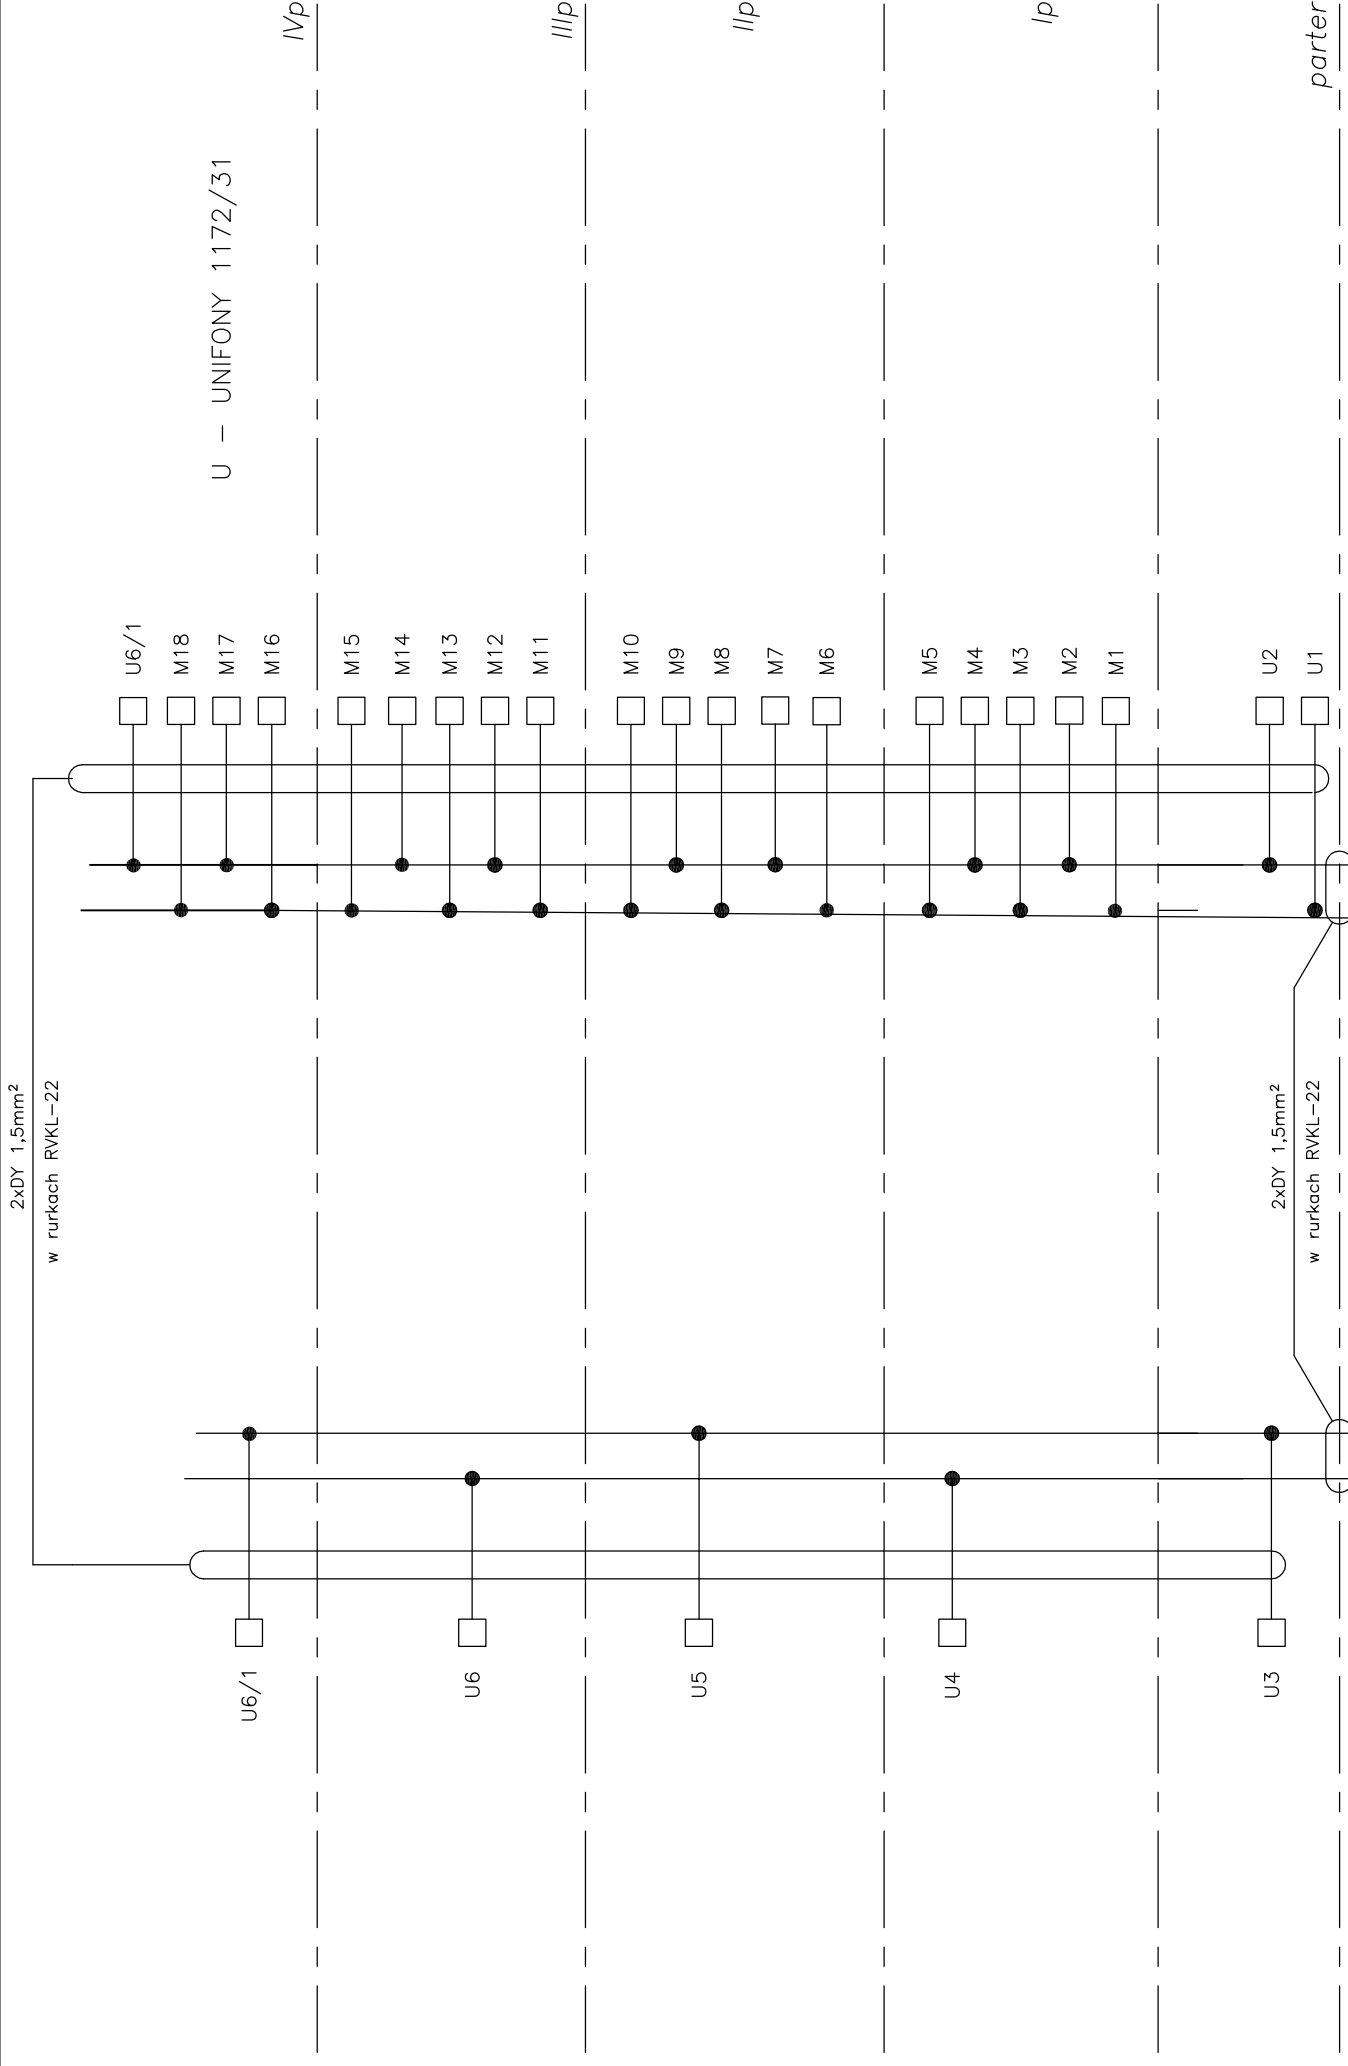 2xDY 1,5mm²
w rurkach RVKL-22
U - UNIFONY 1172/31
IVp
IIIp
IIp
Ip
parter
U6/1
M18
M17
M16
M15
M14
M13
M12
M11
M10
M9
M8
M7
M6
M5
M4
M3
M2
M1
U2
U1
2xDY 1,5mm²
w rurkach RVKL-22
U6/1
U6
U5
U4
U3